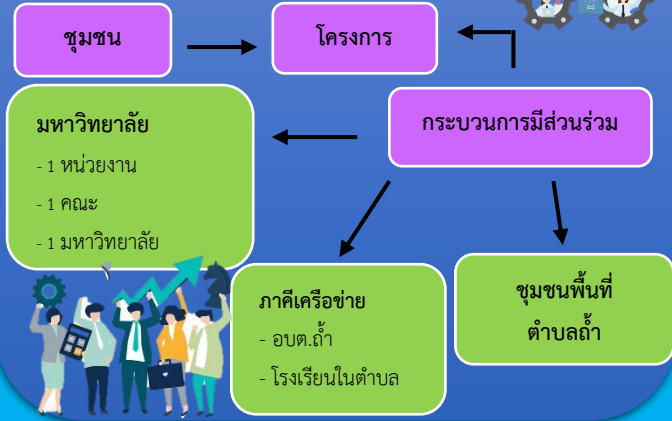 ชุมชน
โครงการ
กระบวนการมีส่วนร่วม
มหาวิทยาลัย
- 1 หน่วยงาน
- 1 คณะ
- 1 มหาวิทยาลัย
ภาคีเครือข่าย
- อบต.ถ้ำ
- โรงเรียนในตำบล
ชุมชนพื้นที่
ตำบลถ้ำ